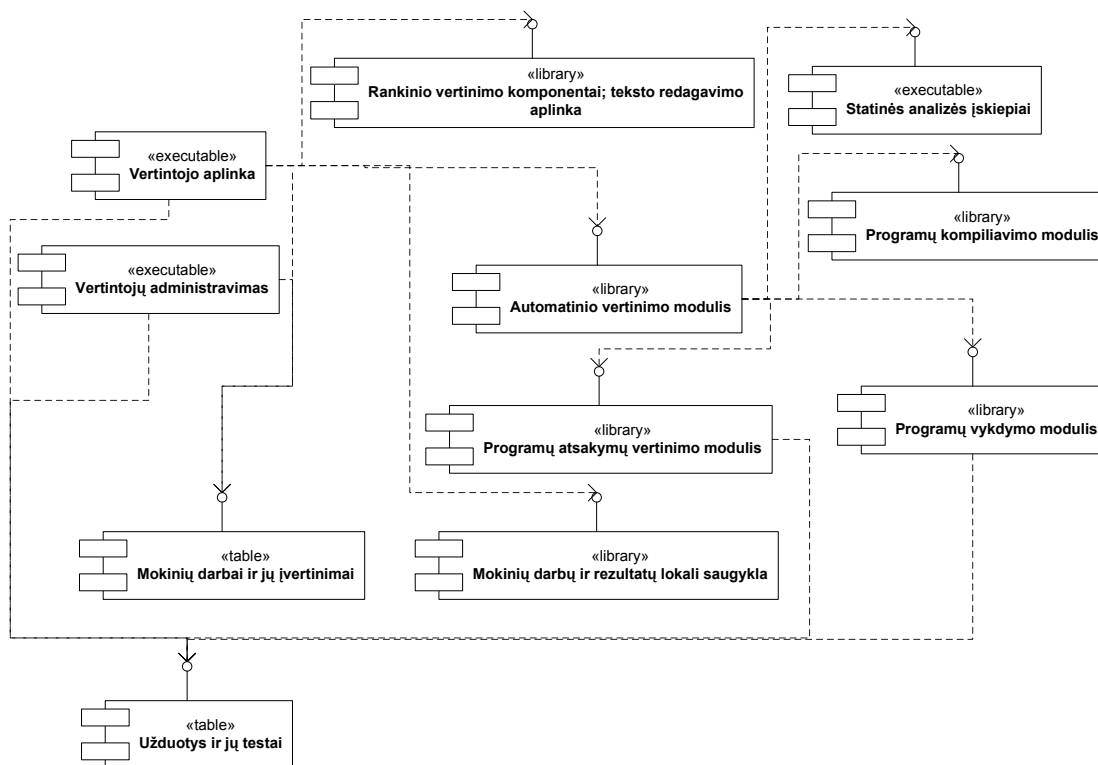 «library»
Rankinio vertinimo komponentai; teksto redagavimo
aplinka
«executable»
Statinės analizės įskiepiai
«executable»
Vertintojo aplinka
«library»
Programų kompiliavimo modulis
«executable»
Vertintojų administravimas
«library»
Automatinio vertinimo modulis
«library»
Programų atsakymų vertinimo modulis
«library»
Programų vykdymo modulis
«table»
Mokinių darbai ir jų įvertinimai
«library»
Mokinių darbų ir rezultatų lokali saugykla
«table»
Užduotys ir jų testai